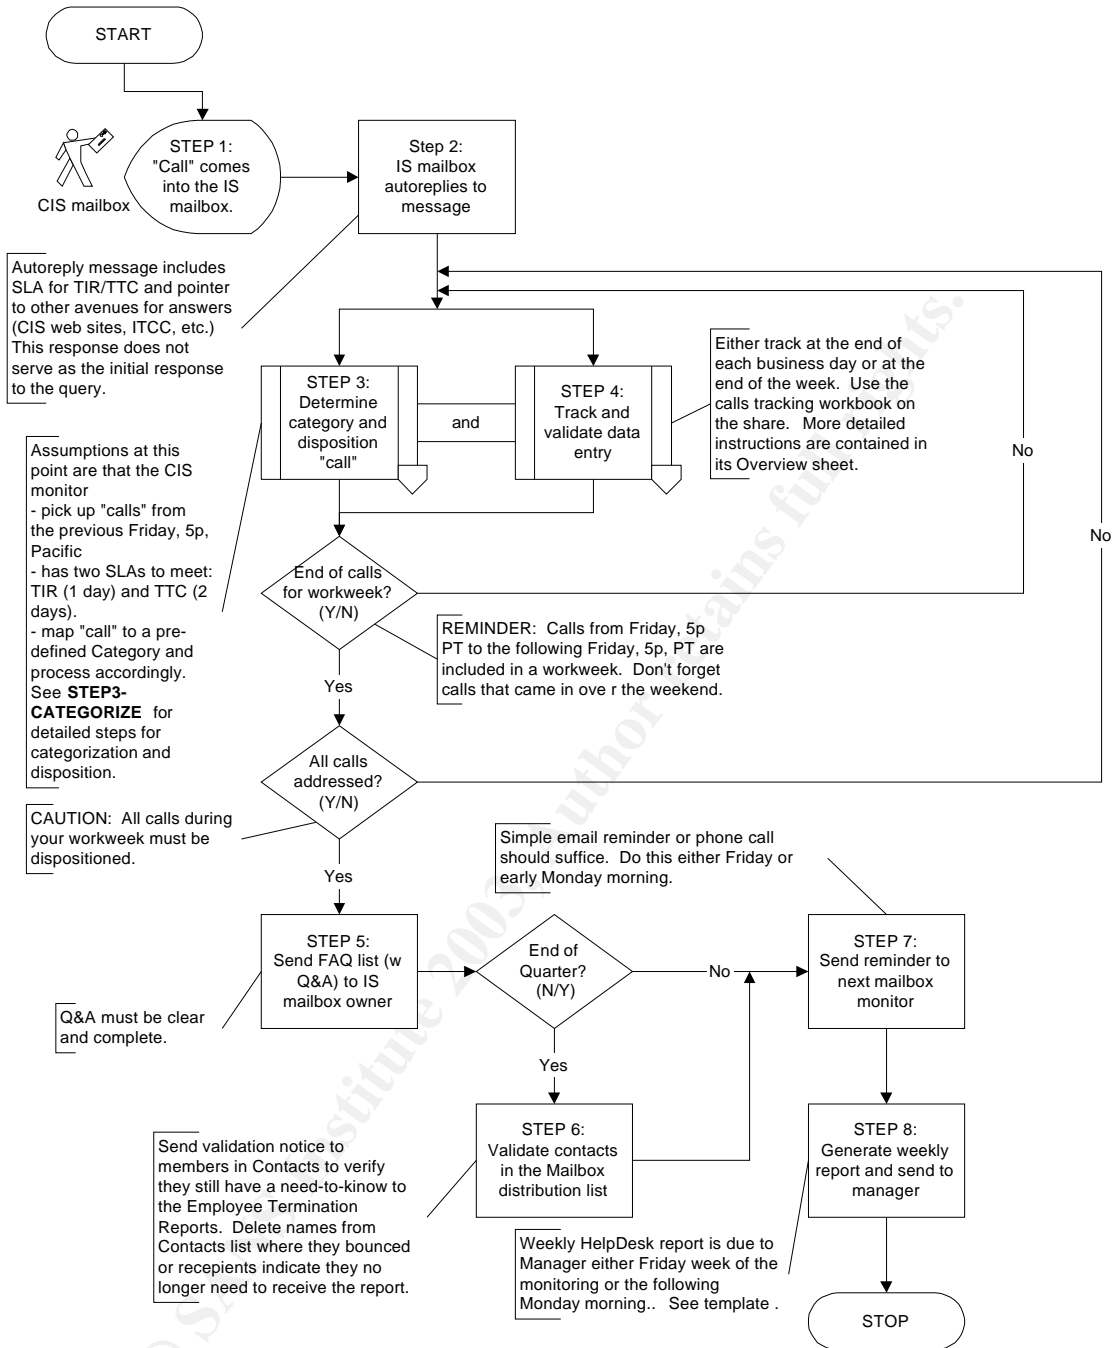 START
STEP 1:
"Call" comes
into the IS
mailbox.
CIS mailbox
Step 2:
IS mailbox
autoreplies to
message
Autoreply message includes
SLA for TIR/TTC and pointer
to other avenues for answers
(CIS web sites, ITCC, etc.)
This response does not
serve as the initial response
to the query.
STEP 3:
Determine
category and
disposition
"call"
and
STEP 4:
Track and
validate data
entry
Either track at the end of
each business day or at the
end of the week. Use the
calls tracking workbook on
the share. More detailed
instructions are contained in
its Overview sheet.
No
No
Assumptions at this
point are that the CIS
monitor
- pick up "calls" from
the previous Friday, 5p,
Pacific
- has two SLAs to meet:
TIR (1 day) and TTC (2
days).
- map "call" to a pre-
defined Category and
process accordingly.
See STEP3-
CATEGORIZE for
detailed steps for
categorization and
disposition.
End of calls
for workweek?
(Y/N)
REMINDER: Calls from Friday, 5p
PT to the following Friday, 5p, PT are
included in a workweek. Don't forget
calls that came in ove r the weekend.
Yes
All calls
addressed?
(Y/N)
CAUTION: All calls during
your workweek must be
dispositioned.
Yes
Simple email reminder or phone call
should suffice. Do this either Friday or
early Monday morning.
STEP 5:
Send FAQ list (w
Q&A) to IS
mailbox owner
Q&A must be clear
and complete.
End of
Quarter?
(N/Y)
No
Yes
STEP 7:
Send reminder to
next mailbox
monitor
STEP 6:
Validate contacts
in the Mailbox
distribution list
Send validation notice to
members in Contacts to verify
they still have a need-to-kinow to
the Employee Termination
Reports. Delete names from
Contacts list where they bounced
or recepients indicate they no
longer need to receive the report.
STEP 8:
Generate weekly
report and send to
manager
Weekly HelpDesk report is due to
Manager either Friday week of the
monitoring or the following
Monday morning.. See template .
STOP
© SANS Institute 2003, Author retains full rights.